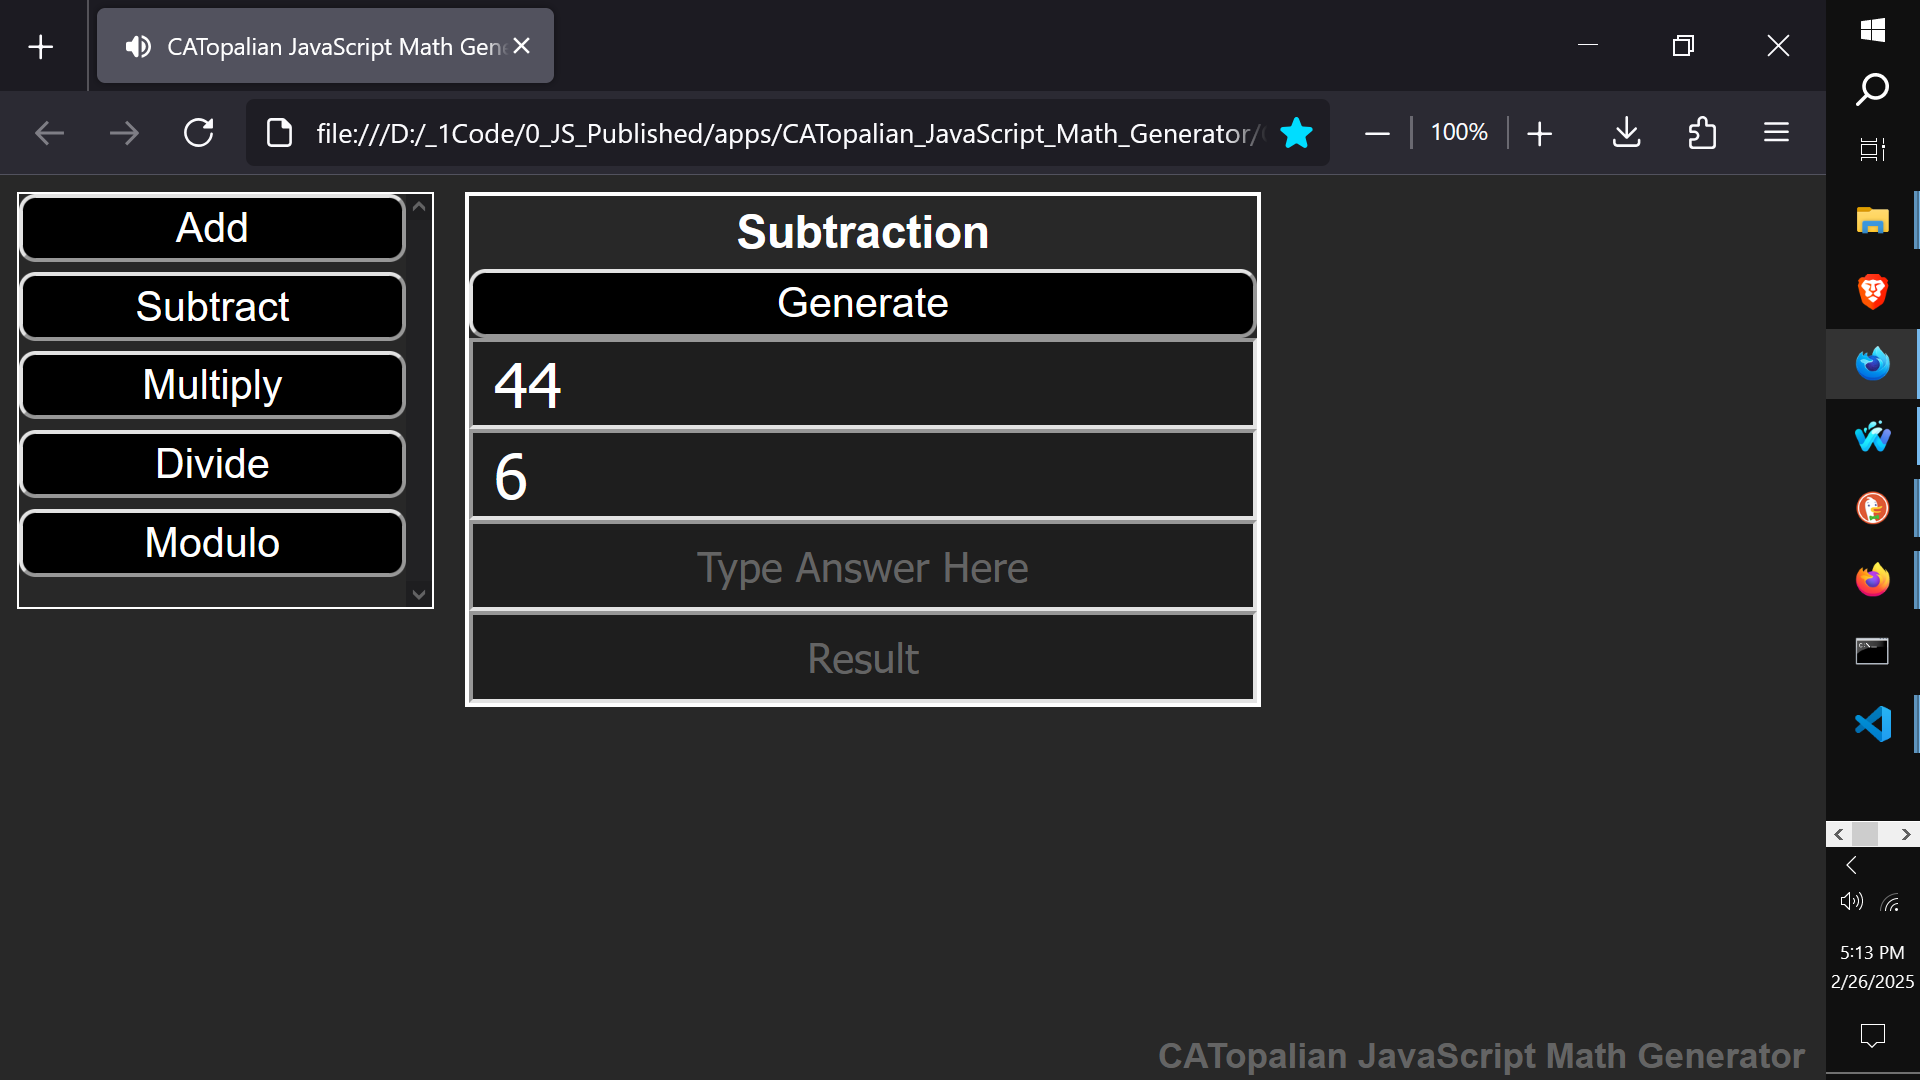 CATopalian JavaScript Math Gen
file:///D:/_1Code/0_JS_Published/apps/CATopalian_JavaScript_Math_Generator/
100%
Add
Subtract
Multiply
Divide
Modulo
Subtraction
Generate
44
6
Type Answer Here
Result
5:13 PM
2/26/2025
CATopalian JavaScript Math Generator